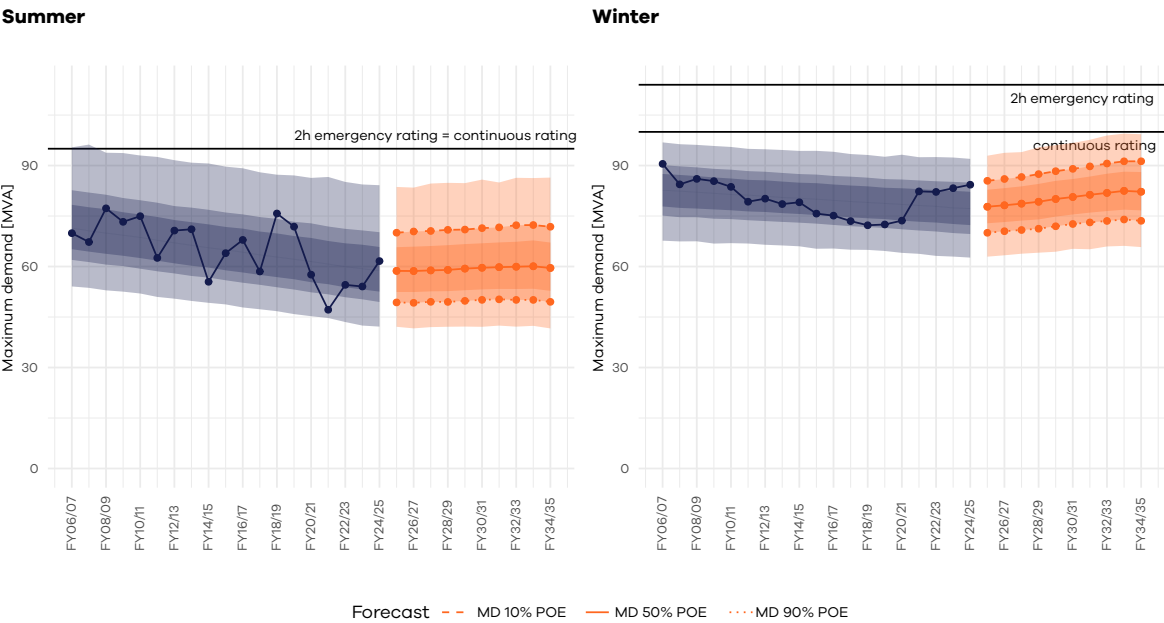 Summer
2h emergency rating = continuous rating
Maximum demand [MVA]
90
60
30
0
FY06/07
FY08/09
FY10/11
FY12/13
FY14/15
FY16/17
FY18/19
FY20/21
FY22/23
FY24/25
FY26/27
FY28/29
FY30/31
FY32/33
FY34/35
Winter
2h emergency rating
continuous rating
Maximum demand [MVA]
90
60
30
0
FY06/07
FY08/09
FY10/11
FY12/13
FY14/15
FY16/17
FY18/19
FY20/21
FY22/23
FY24/25
FY26/27
FY28/29
FY30/31
FY32/33
FY34/35
Forecast MD 10% POE MD 50% POE MD 90% POE